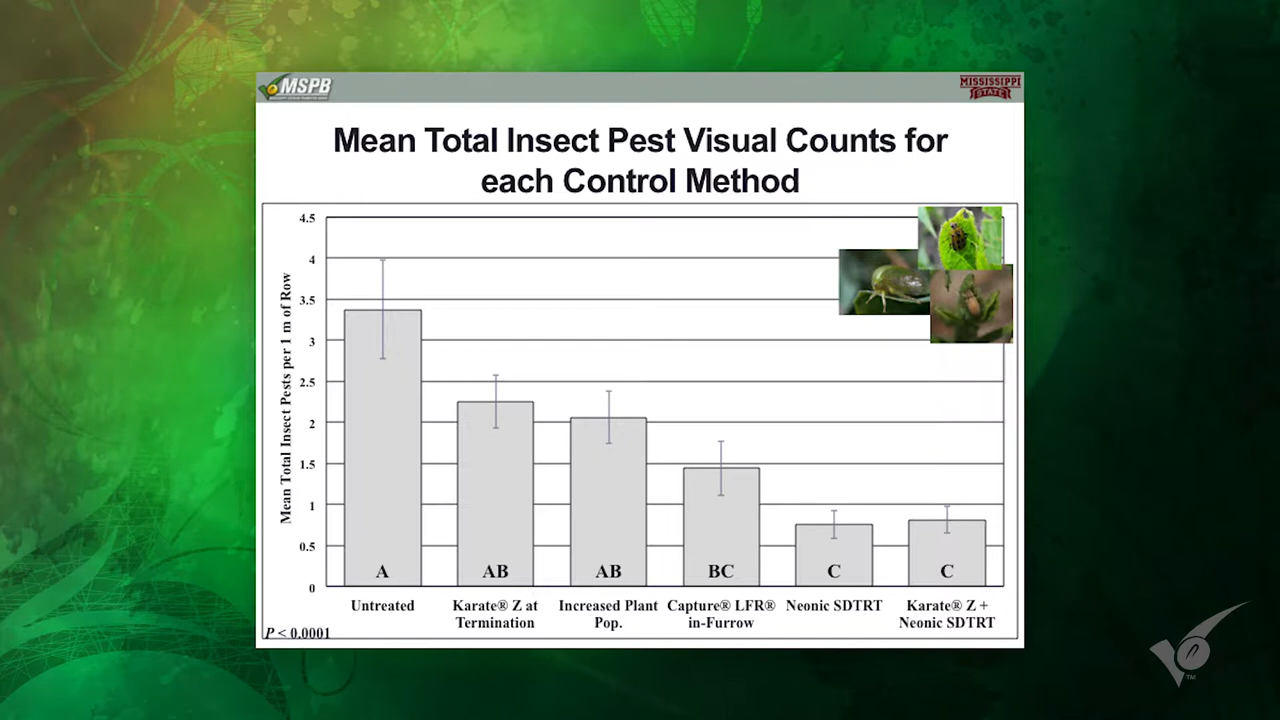 MSPB
MISSISSIPPI
STATE
Mean Total Insect Pest Visual Counts for
each Control Method
Mean Total Insect Pests per 1 m of Row
4.5
4
3.5
3
2.5
2
1.5
1
0.5
0
A
AB
AB
BC
C
C
Untreated
Karate® Z at
Termination
Increased Plant
Pop.
Capture® LFR®
in-Furrow
Neonic SDTRT
Karate® Z +
Neonic SDTRT
P < 0.0001
TM